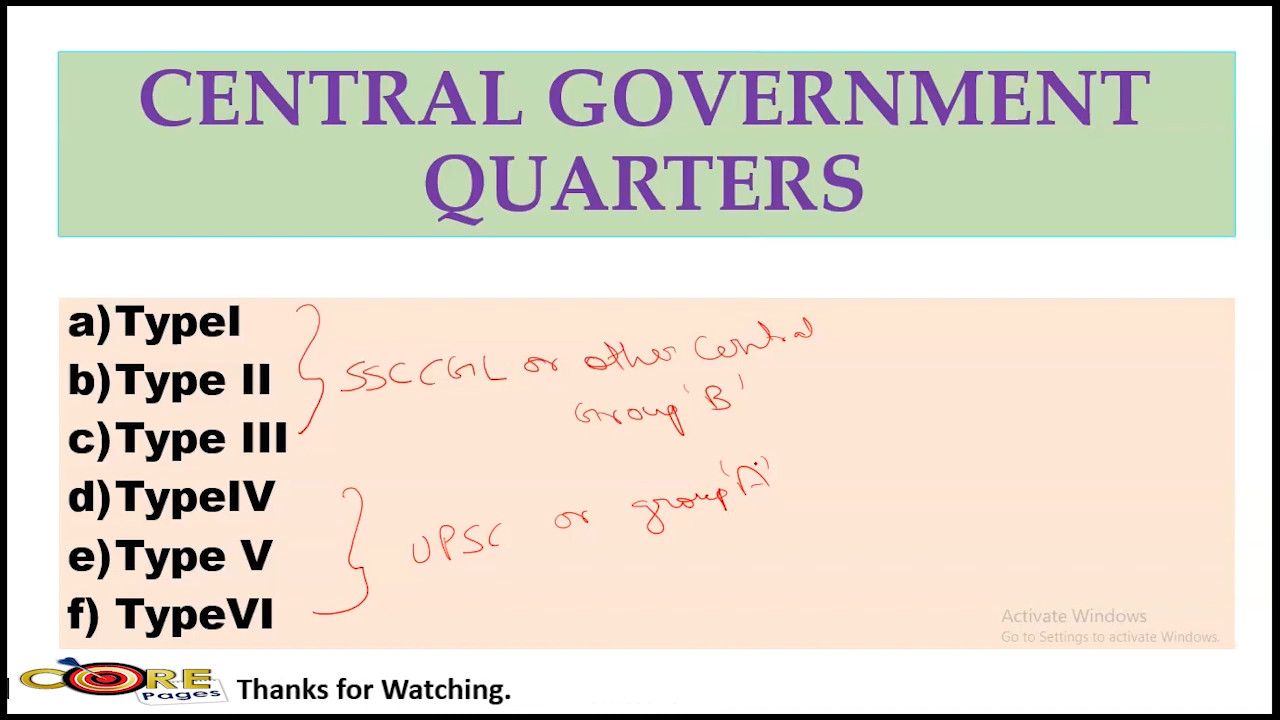 CENTRAL GOVERNMENT
QUARTERS
a)TypeI
b)Type II
c)Type III
SSC CGL or other Central
Group 'B'
d)TypeIV
e)Type V
f) TypeVI
UPSC or group 'A'
Activate Windows
Go to Settings to activate Windows.
CORE
Pages
Thanks for Watching.